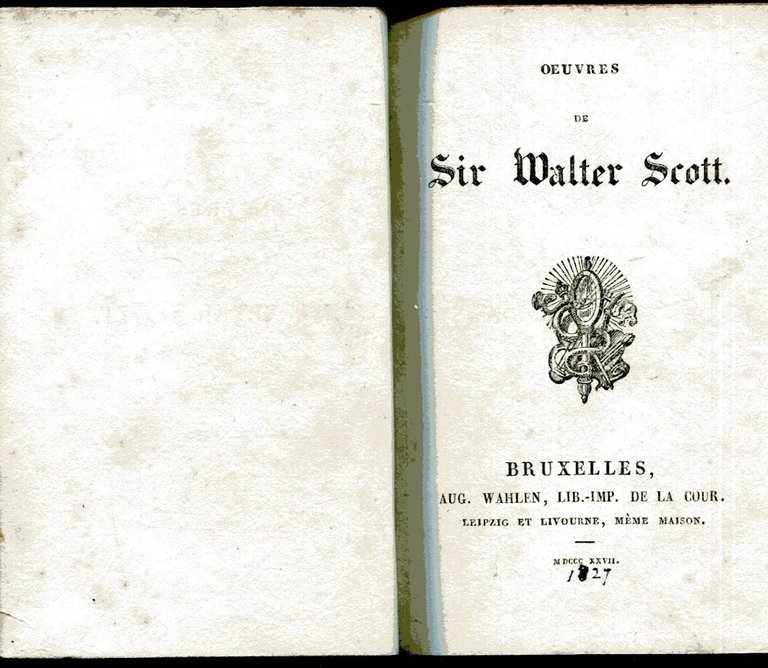 OEUVRES
DE
Sir Walter Scott.
BRUXELLES,
AUG. WAHLEN, LIB.-IMP. DE LA COUR.
LEIPZIG ET LIVOURNE, MÊME MAISON.
MDCCC XXVII.
1827